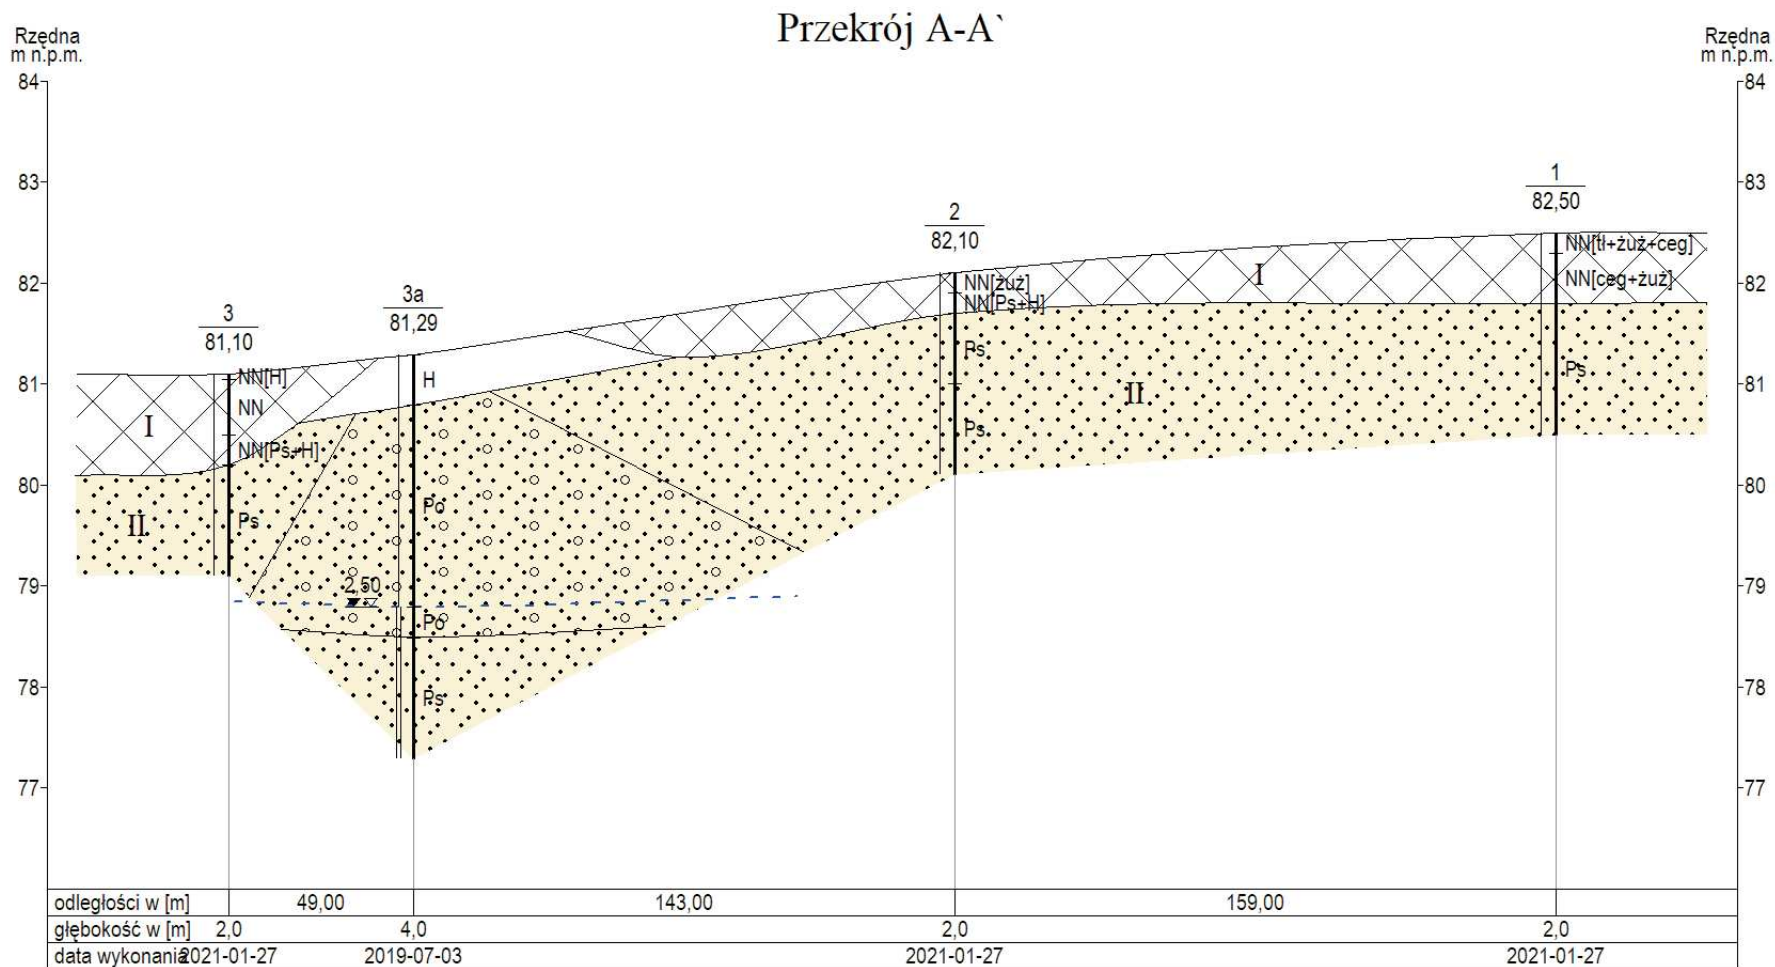 Przekrój A-A`
Rzędna
m n.p.m.
Rzędna
m n.p.m.
84
84
83
83
82
82
81
81
80
80
79
79
78
78
77
77
3
81,10
3a
81,29
2
82,10
1
82,50
NN[H]
NN
NN[Ps+H]
Ps
H
Po
2,50
Po
Ps
NN[żuż]
NN[Ps+H]
Ps
Ps
NN[tł+żuż+ceg]
NN[ceg+żuż]
Ps
I
II
I
II
odległości w [m] 49,00 143,00 159,00
głębokość w [m] 2,0 4,0 2,0 2,0
data wykonania 2021-01-27 2019-07-03 2021-01-27 2021-01-27